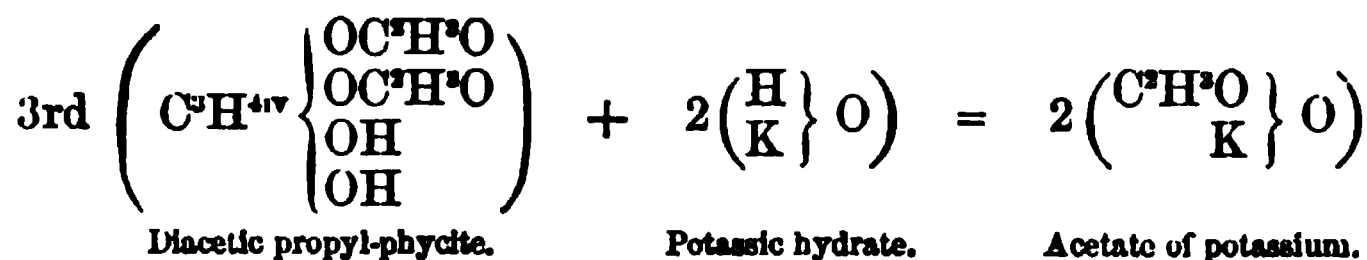 3rd ( C³H⁴ⁱᵛ { OC²H³O OC²H³O OH OH ) + 2( H K } O ) = 2( C²H³O K } O )
Diacetic propyl-phycite. Potassic hydrate. Acetate of potassium.